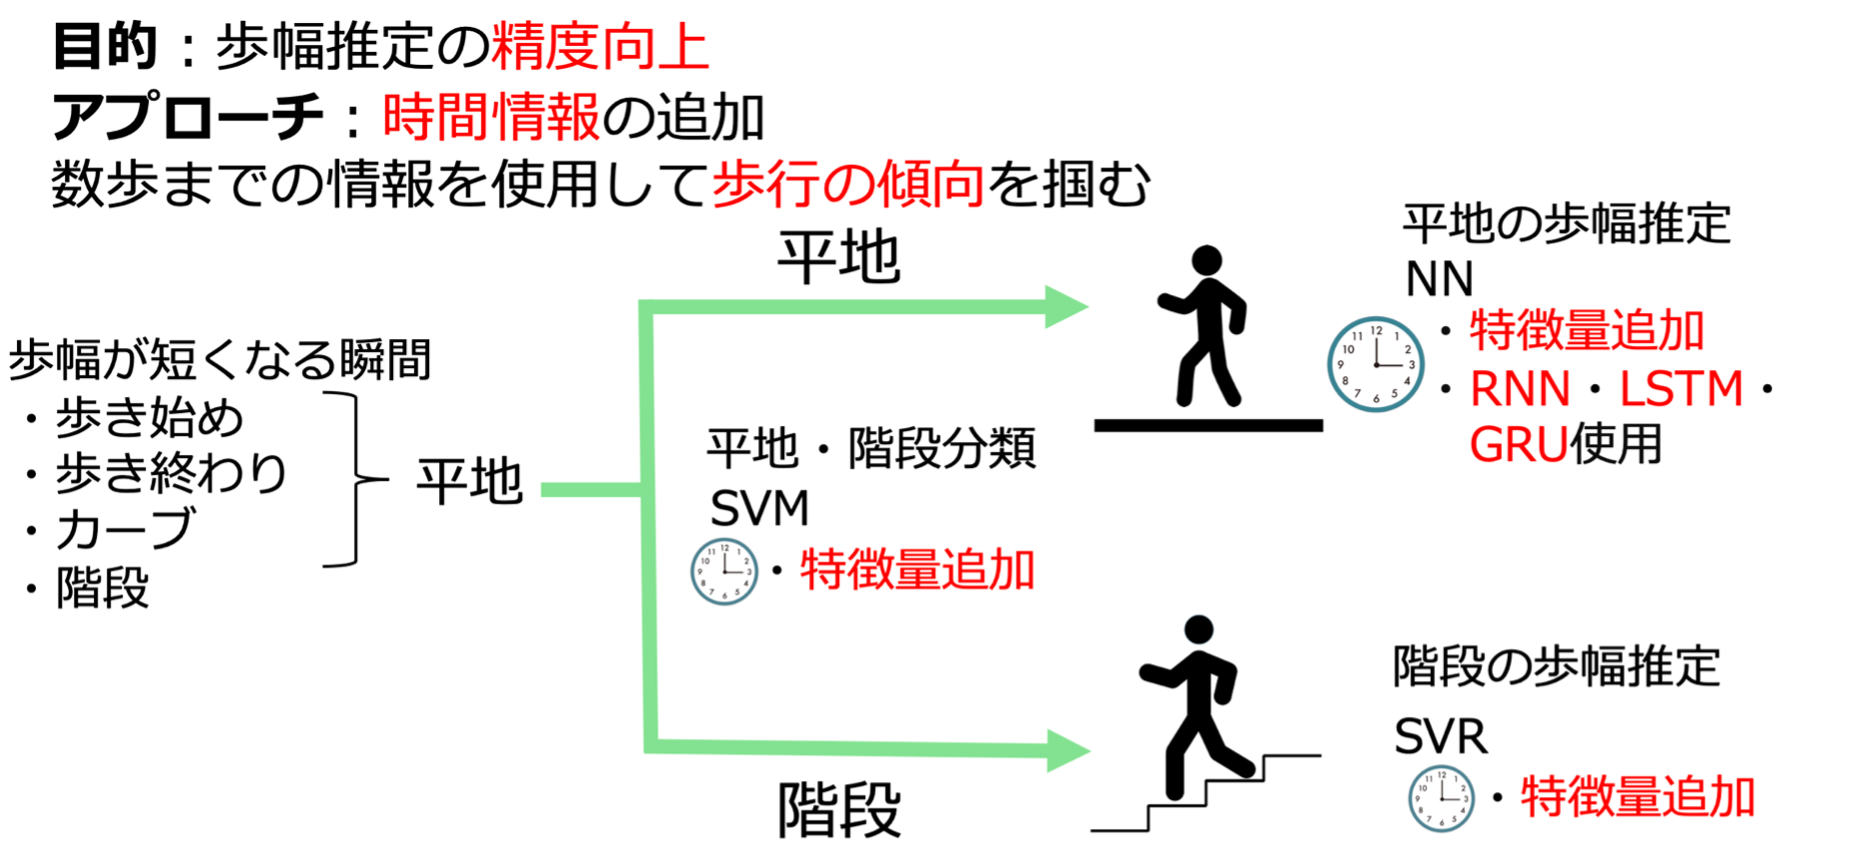 目的：歩幅推定の精度向上
アプローチ：時間情報の追加
数歩までの情報を使用して歩行の傾向を掴む
歩幅が短くなる瞬間
・歩き始め
・歩き終わり
・カーブ
・階段
平地
平地
平地・階段分類
SVM
・特徴量追加
階段
平地の歩幅推定
NN
・特徴量追加
・RNN・LSTM・
GRU使用
階段の歩幅推定
SVR
・特徴量追加